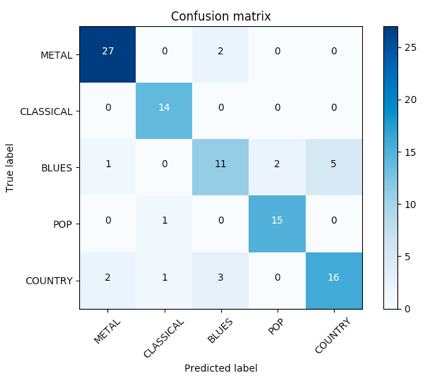 Confusion matrix
METAL 27 0 2 0 0
CLASSICAL 0 14 0 0 0
BLUES 1 0 11 2 5
POP 0 1 0 15 0
COUNTRY 2 1 3 0 16
METAL CLASSICAL BLUES POP COUNTRY
True label
Predicted label
25
20
15
10
5
0